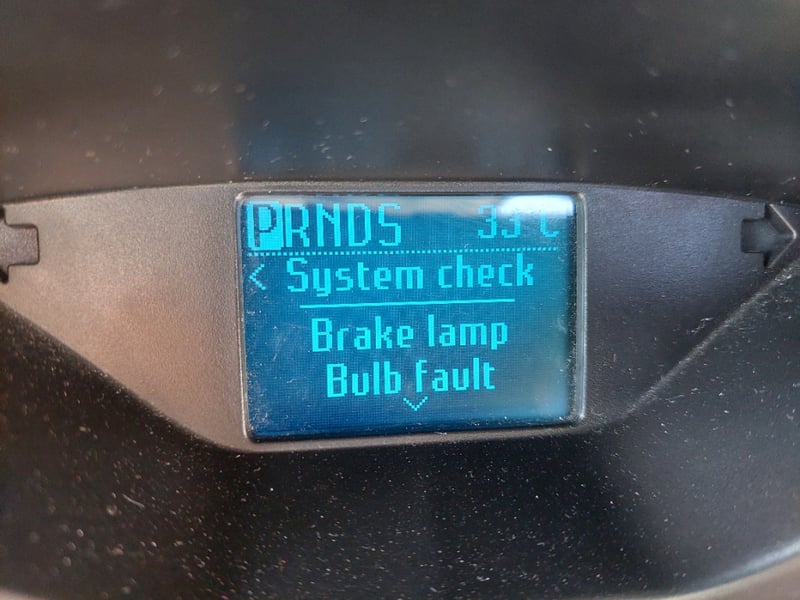 PRNDS 33°C
< System check
Brake lamp
Bulb fault